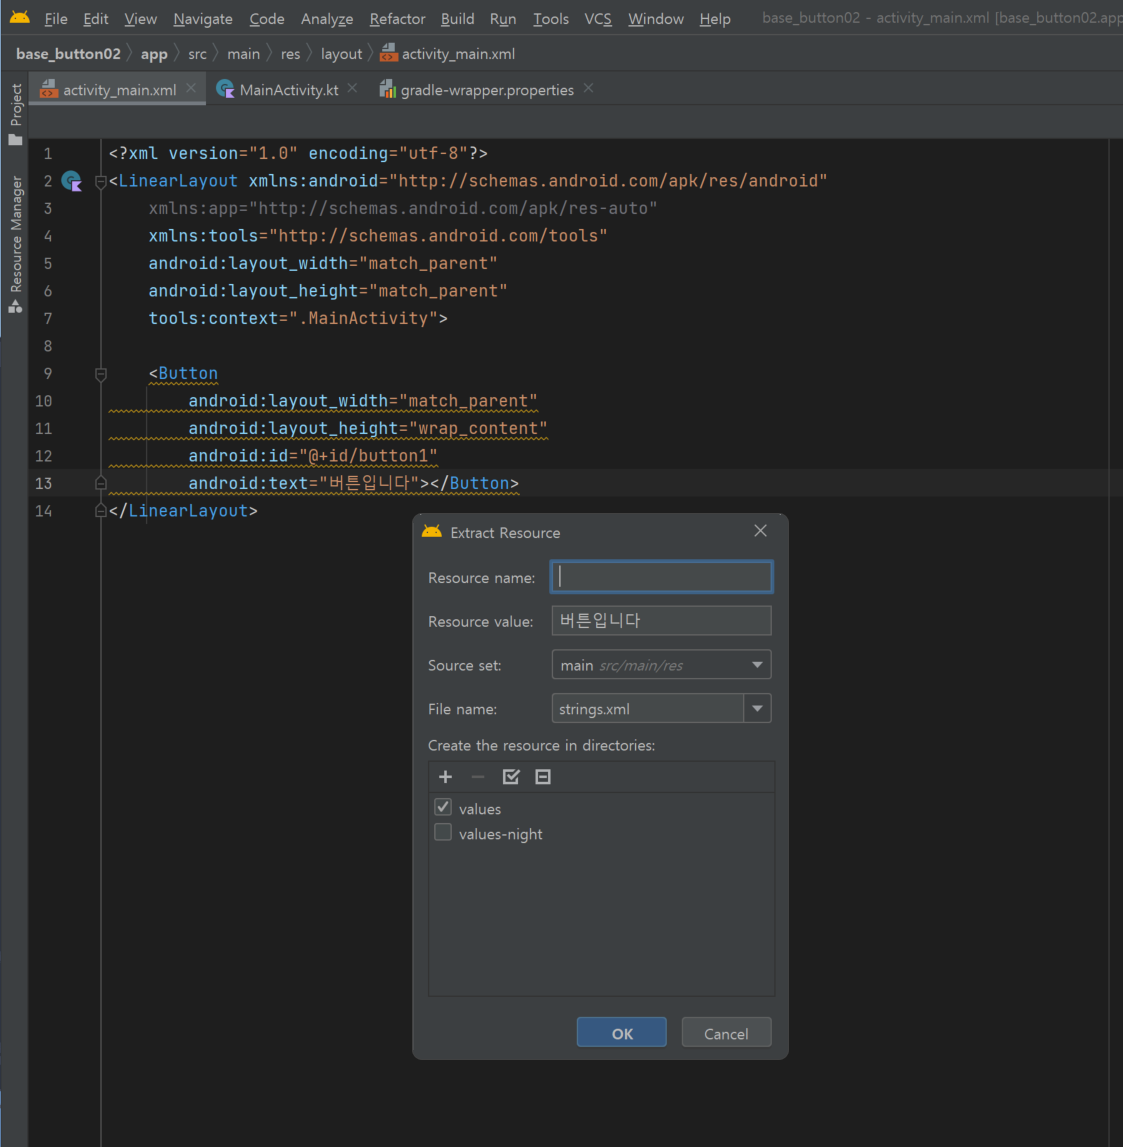 File Edit View Navigate Code Analyze Refactor Build Run Tools VCS Window Help base_button02 - activity_main.xml [base_button02.app
base_button02 app src main res layout activity_main.xml
activity_main.xml MainActivity.kt gradle-wrapper.properties
Project
Resource Manager
1 <?xml version="1.0" encoding="utf-8"?>
2 <LinearLayout xmlns:android="http://schemas.android.com/apk/res/android"
3 xmlns:app="http://schemas.android.com/apk/res-auto"
4 xmlns:tools="http://schemas.android.com/tools"
5 android:layout_width="match_parent"
6 android:layout_height="match_parent"
7 tools:context=".MainActivity">
8
9 <Button
10 android:layout_width="match_parent"
11 android:layout_height="wrap_content"
12 android:id="@+id/button1"
13 android:text="버튼입니다"></Button>
14 </LinearLayout>
Extract Resource
Resource name:
Resource value: 버튼입니다
Source set: main src/main/res
File name: strings.xml
Create the resource in directories:
values
values-night
OK Cancel